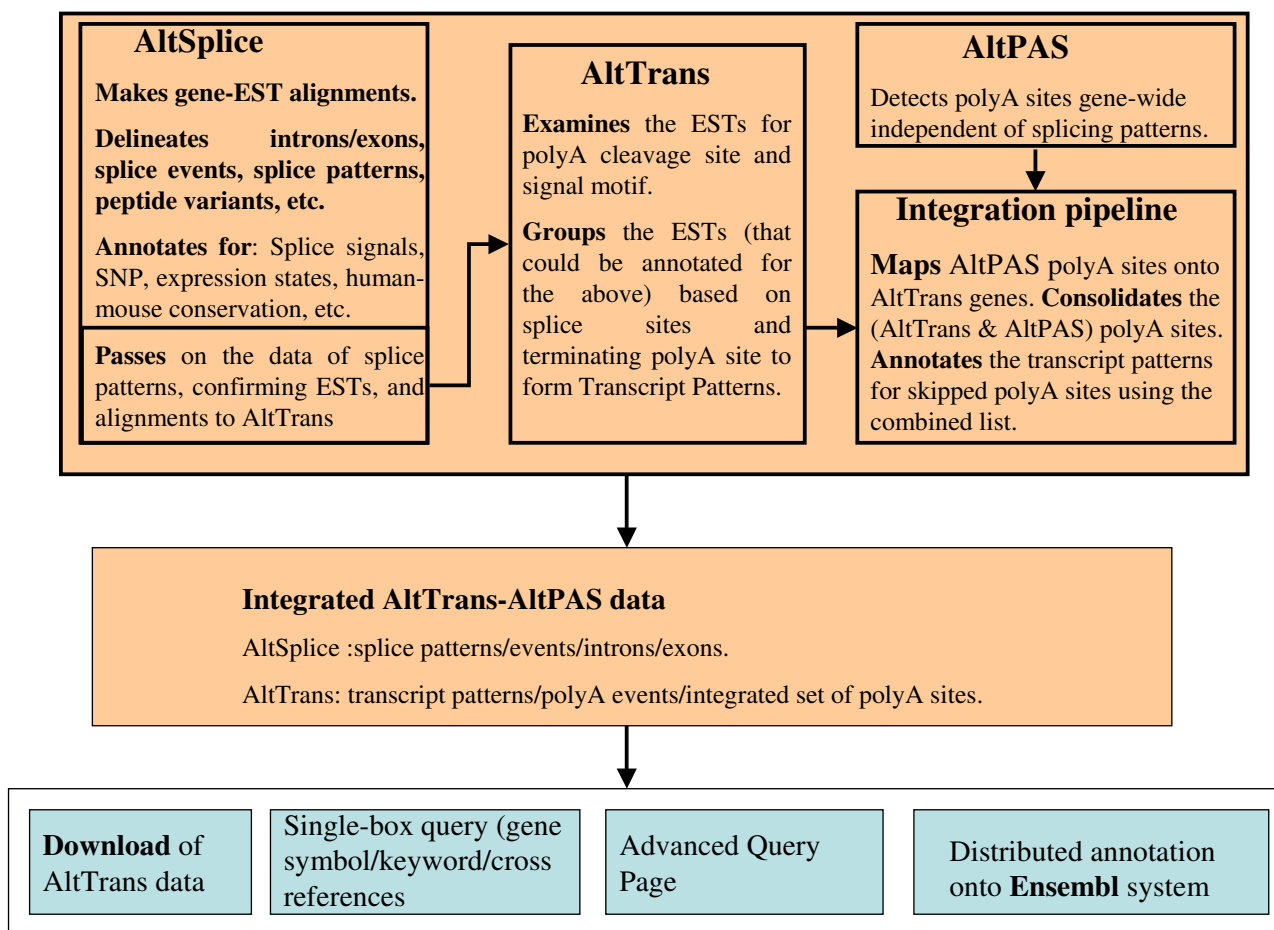 AltSplice
Makes gene-EST alignments.
Delineates introns/exons,
splice events, splice patterns,
peptide variants, etc.
Annotates for: Splice signals,
SNP, expression states, human-
mouse conservation, etc.
Passes on the data of splice
patterns, confirming ESTs, and
alignments to AltTrans
AltTrans
Examines the ESTs for
polyA cleavage site and
signal motif.
Groups the ESTs (that
could be annotated for
the above) based on
splice sites and
terminating polyA site to
form Transcript Patterns.
AltPAS
Detects polyA sites gene-wide
independent of splicing patterns.
Integration pipeline
Maps AltPAS polyA sites onto
AltTrans genes. Consolidates the
(AltTrans & AltPAS) polyA sites.
Annotates the transcript patterns
for skipped polyA sites using the
combined list.
Integrated AltTrans-AltPAS data
AltSplice :splice patterns/events/introns/exons.
AltTrans: transcript patterns/polyA events/integrated set of polyA sites.
Download of
AltTrans data
Single-box query (gene
symbol/keyword/cross
references
Advanced Query
Page
Distributed annotation
onto Ensembl system